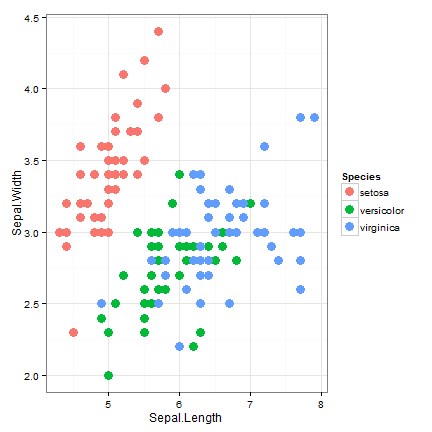 4.5
4.0
3.5
3.0
2.5
2.0
Sepal.Width
5 6 7 8
Sepal.Length
Species
setosa
versicolor
virginica